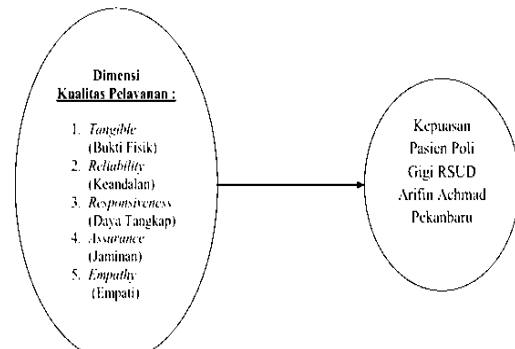 Dimensi
Kualitas Pelayanan :
1. Tangible
(Bukti Fisik)
2. Reliability
(Keandalan)
3. Responsiveness
(Daya Tangkap)
4. Assurance
(Jaminan)
5. Empathy
(Empati)
Kepuasan
Pasien Poli
Gigi RSUD
Arifin Achmad
Pekanbaru